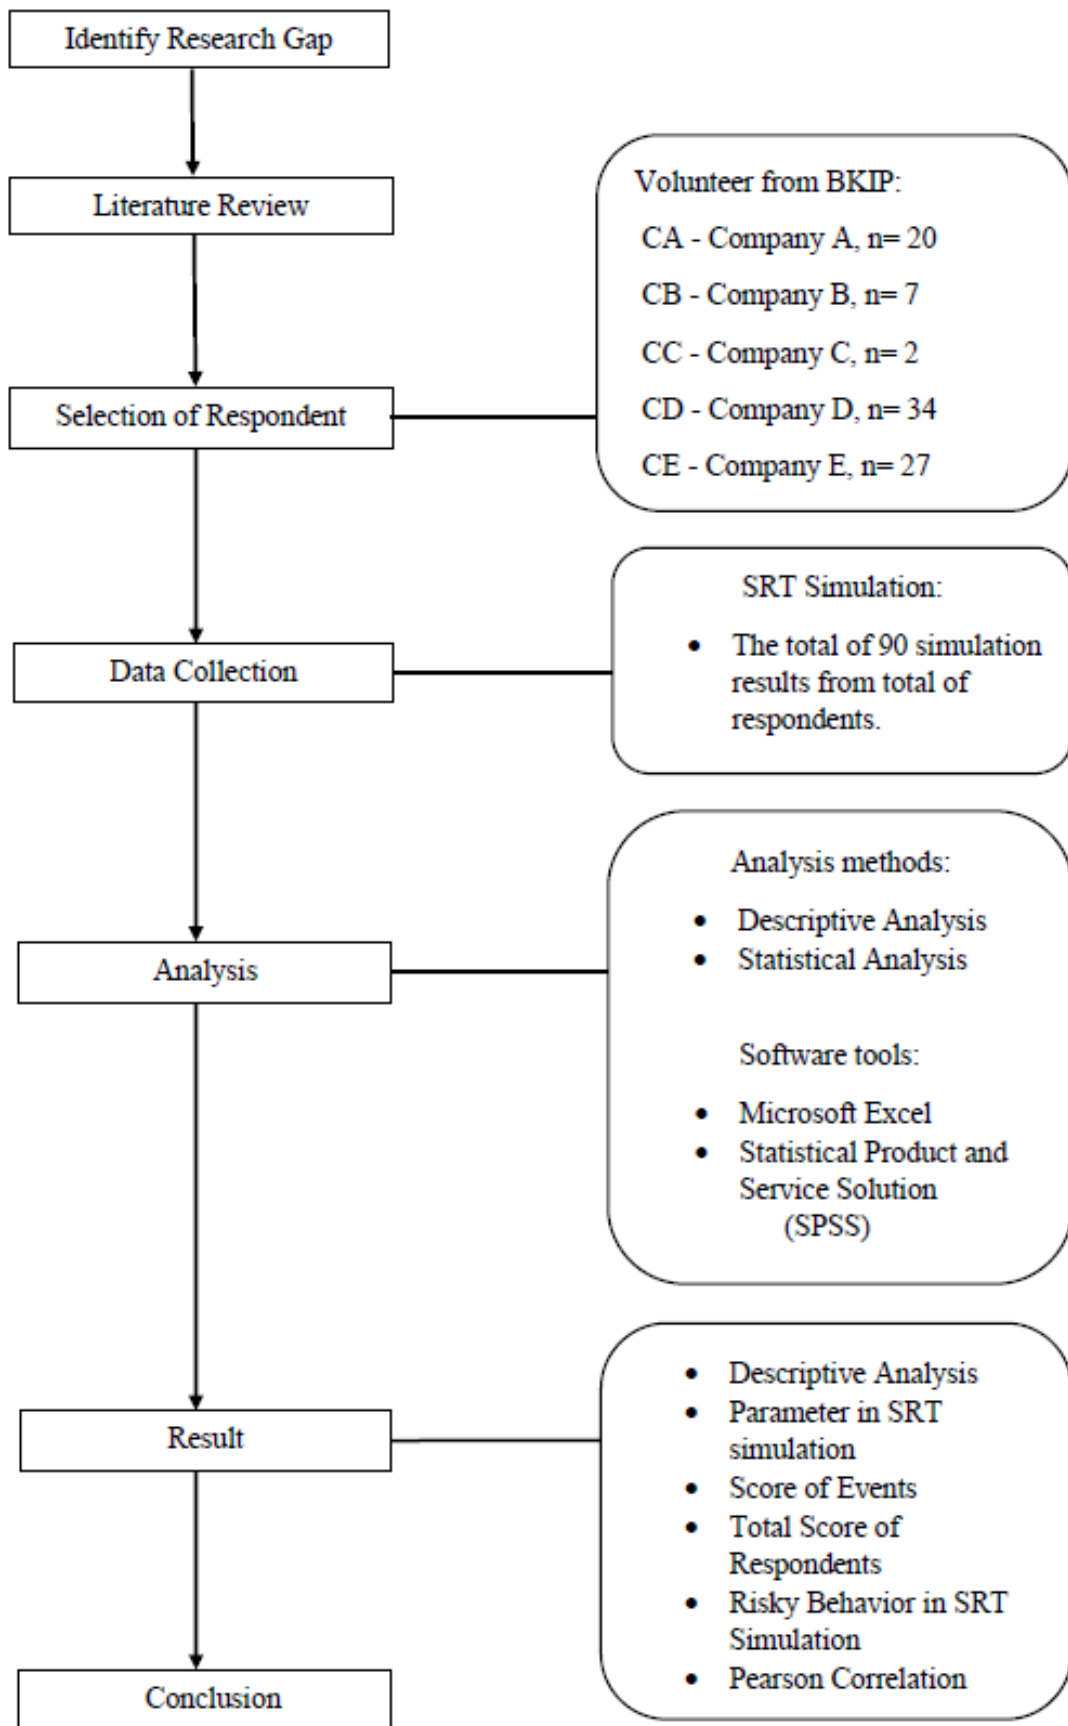 Identify Research Gap
Literature Review
Volunteer from BKIP:
CA - Company A, n= 20
CB - Company B, n= 7
CC - Company C, n= 2
CD - Company D, n= 34
CE - Company E, n= 27
Selection of Respondent
SRT Simulation:
• The total of 90 simulation
results from total of
respondents.
Data Collection
Analysis methods:
• Descriptive Analysis
• Statistical Analysis
Software tools:
• Microsoft Excel
• Statistical Product and
Service Solution
(SPSS)
Analysis
• Descriptive Analysis
• Parameter in SRT
simulation
• Score of Events
• Total Score of
Respondents
• Risky Behavior in SRT
Simulation
• Pearson Correlation
Result
Conclusion